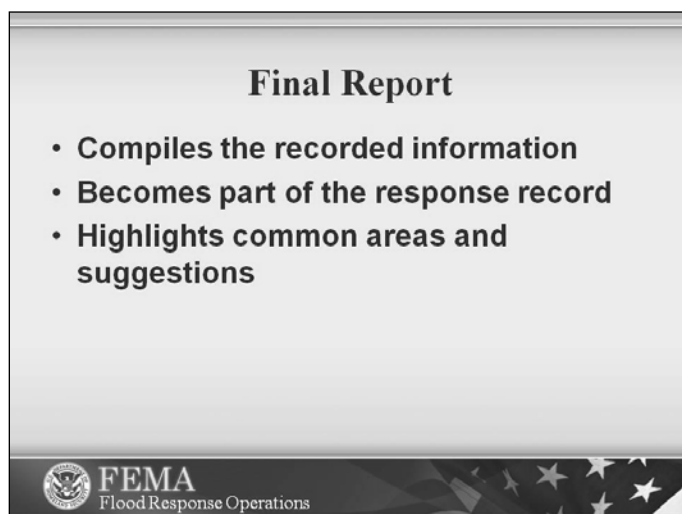 Final Report
• Compiles the recorded information
• Becomes part of the response record
• Highlights common areas and
suggestions
FEMA
Flood Response Operations